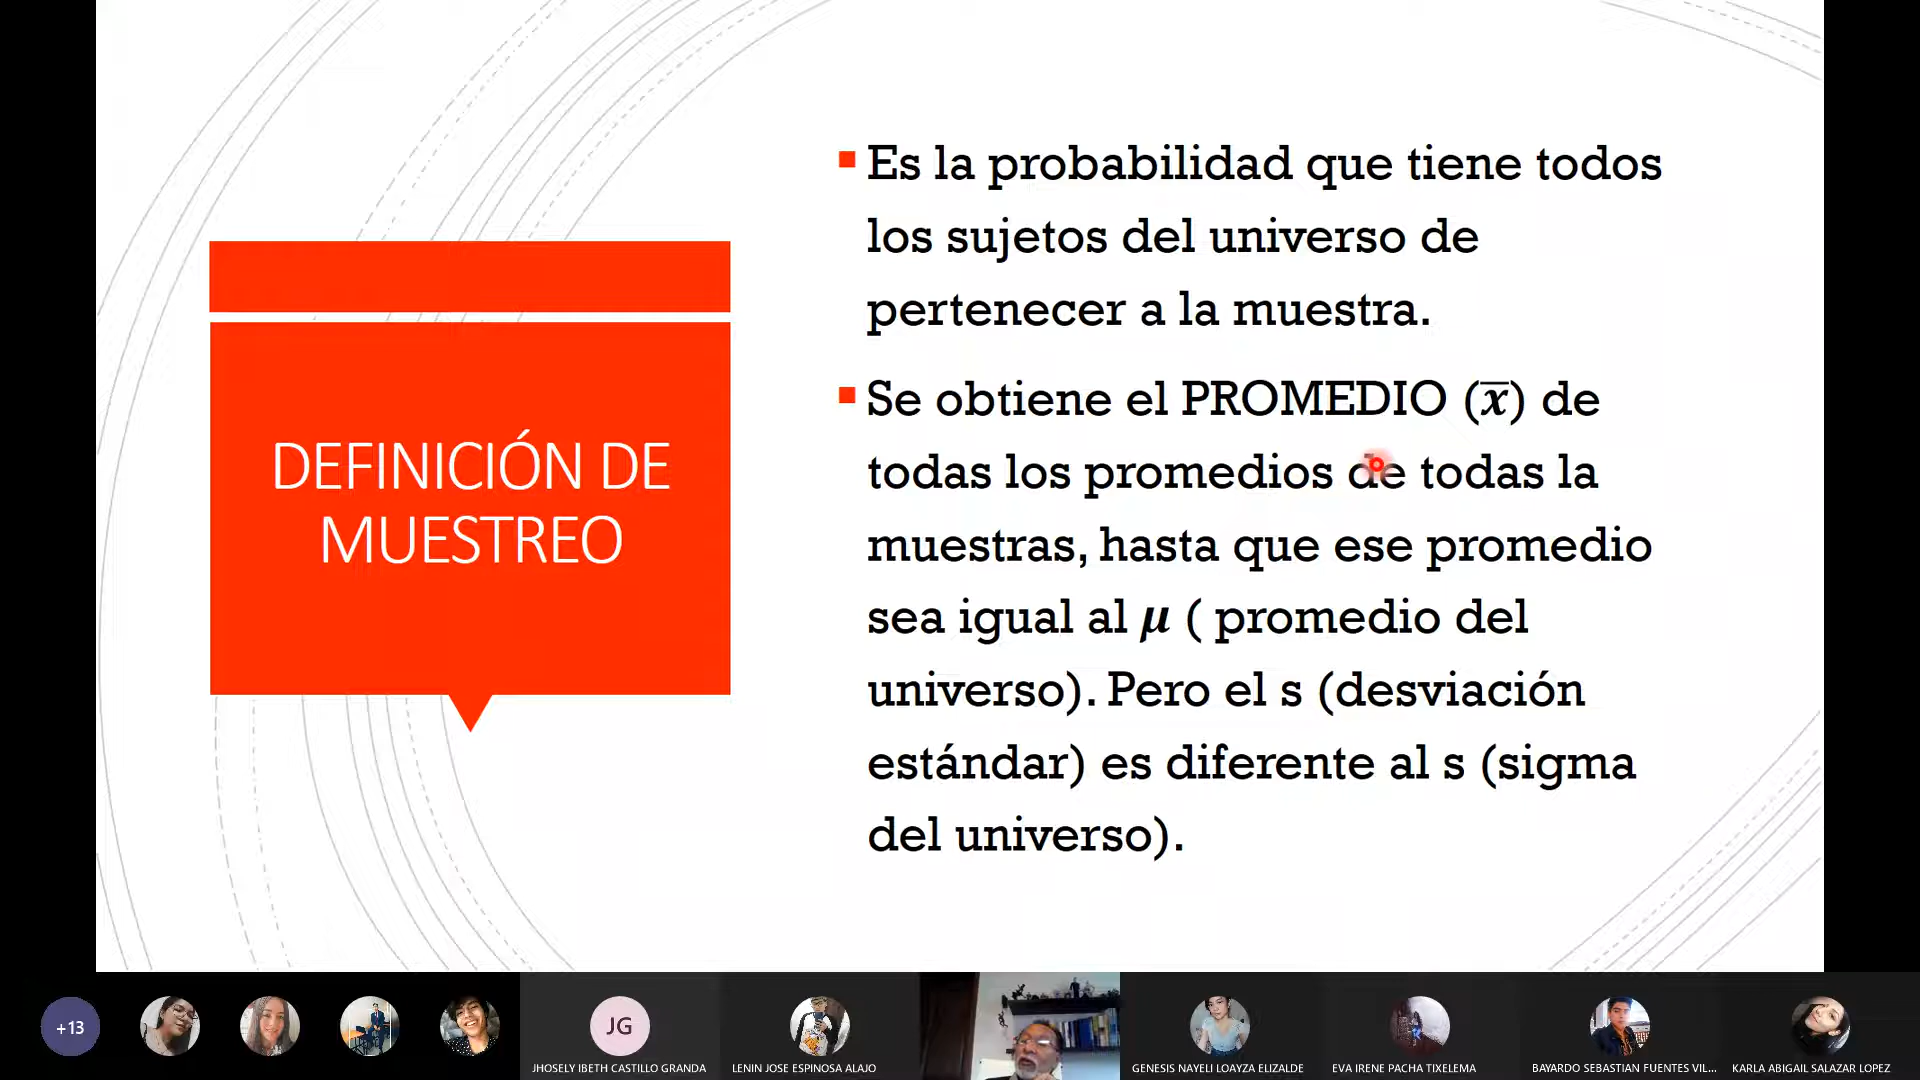 DEFINICIÓN DE
MUESTREO
Es la probabilidad que tiene todos
los sujetos del universo de
pertenecer a la muestra.
Se obtiene el PROMEDIO (x̅) de
todas los promedios de todas la
muestras, hasta que ese promedio
sea igual al μ ( promedio del
universo). Pero el s (desviación
estándar) es diferente al s (sigma
del universo).
+13
JG
JHOSELY IBETH CASTILLO GRANDA
LENIN JOSE ESPINOSA ALAJO
GENESIS NAYELI LOAYZA ELIZALDE
EVA IRENE PACHA TIXELEMA
BAYARDO SEBASTIAN FUENTES VIL...
KARLA ABIGAIL SALAZAR LOPEZ